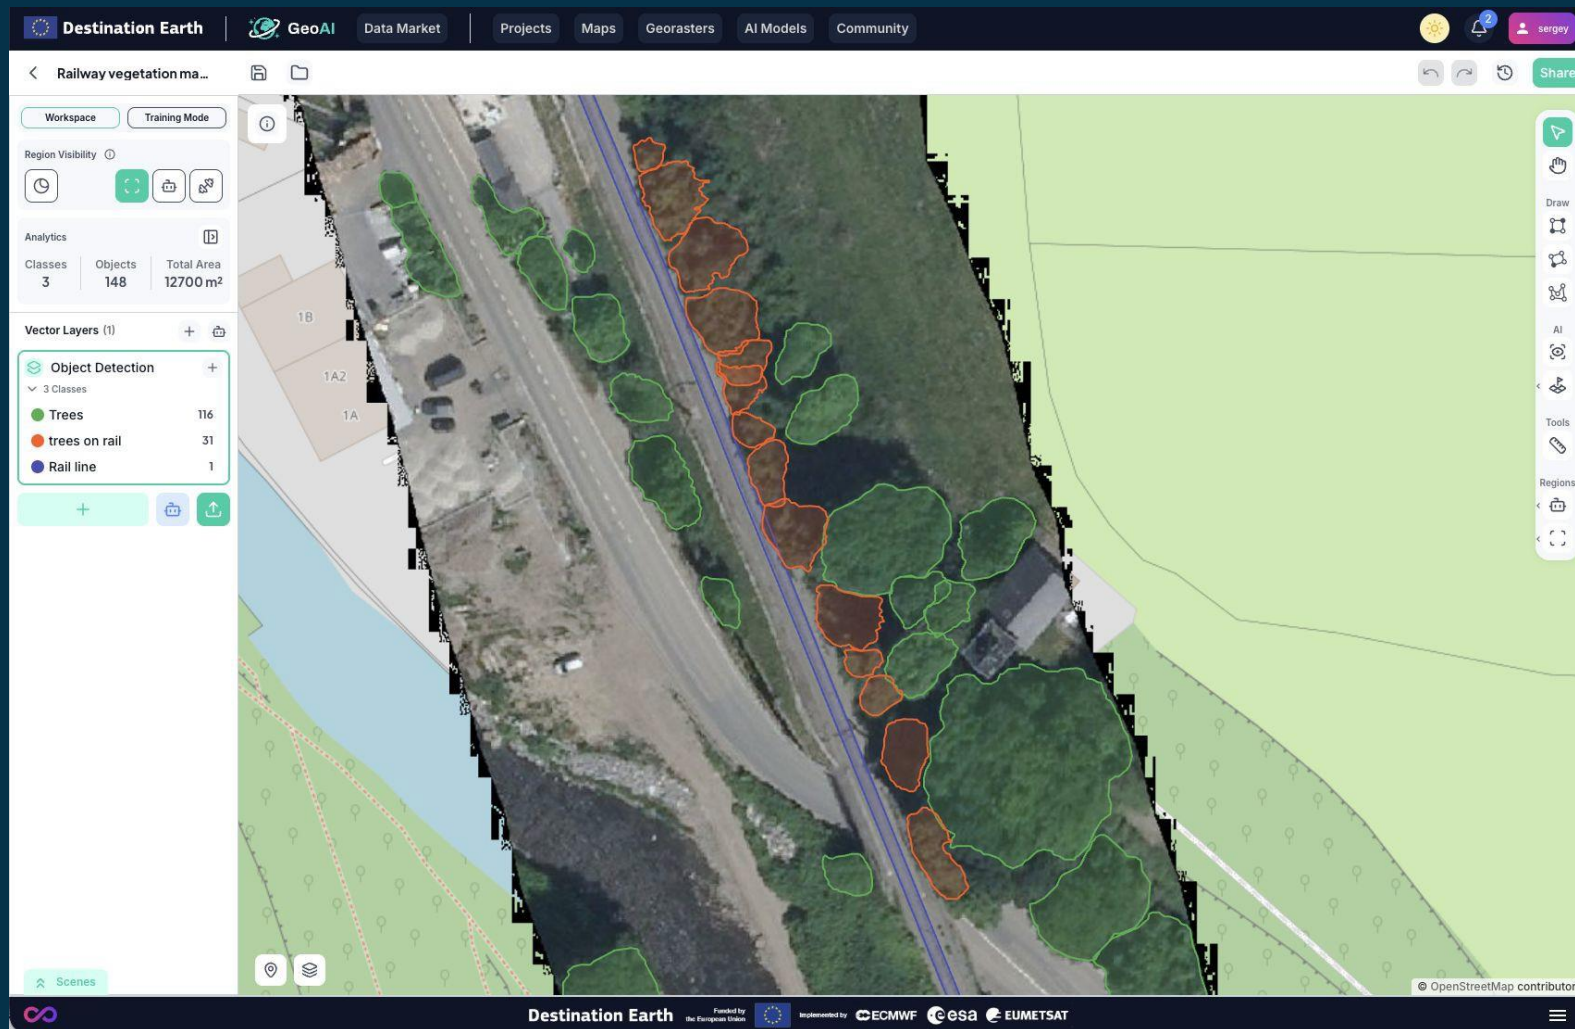 Destination Earth
GeoAI
Data Market
Projects
Maps
Georasters
AI Models
Community
2
sergey
Railway vegetation ma...
Share
Workspace
Training Mode
Region Visibility
Analytics
Classes
Objects
Total Area
3
148
12700 m²
Vector Layers (1)
Object Detection
3 Classes
Trees
116
trees on rail
31
Rail line
1
Scenes
1B
1A2
1A
Draw
AI
Tools
Regions
© OpenStreetMap contributor
Destination Earth
Funded by
the European Union
Implemented by
ECMWF
esa
EUMETSAT